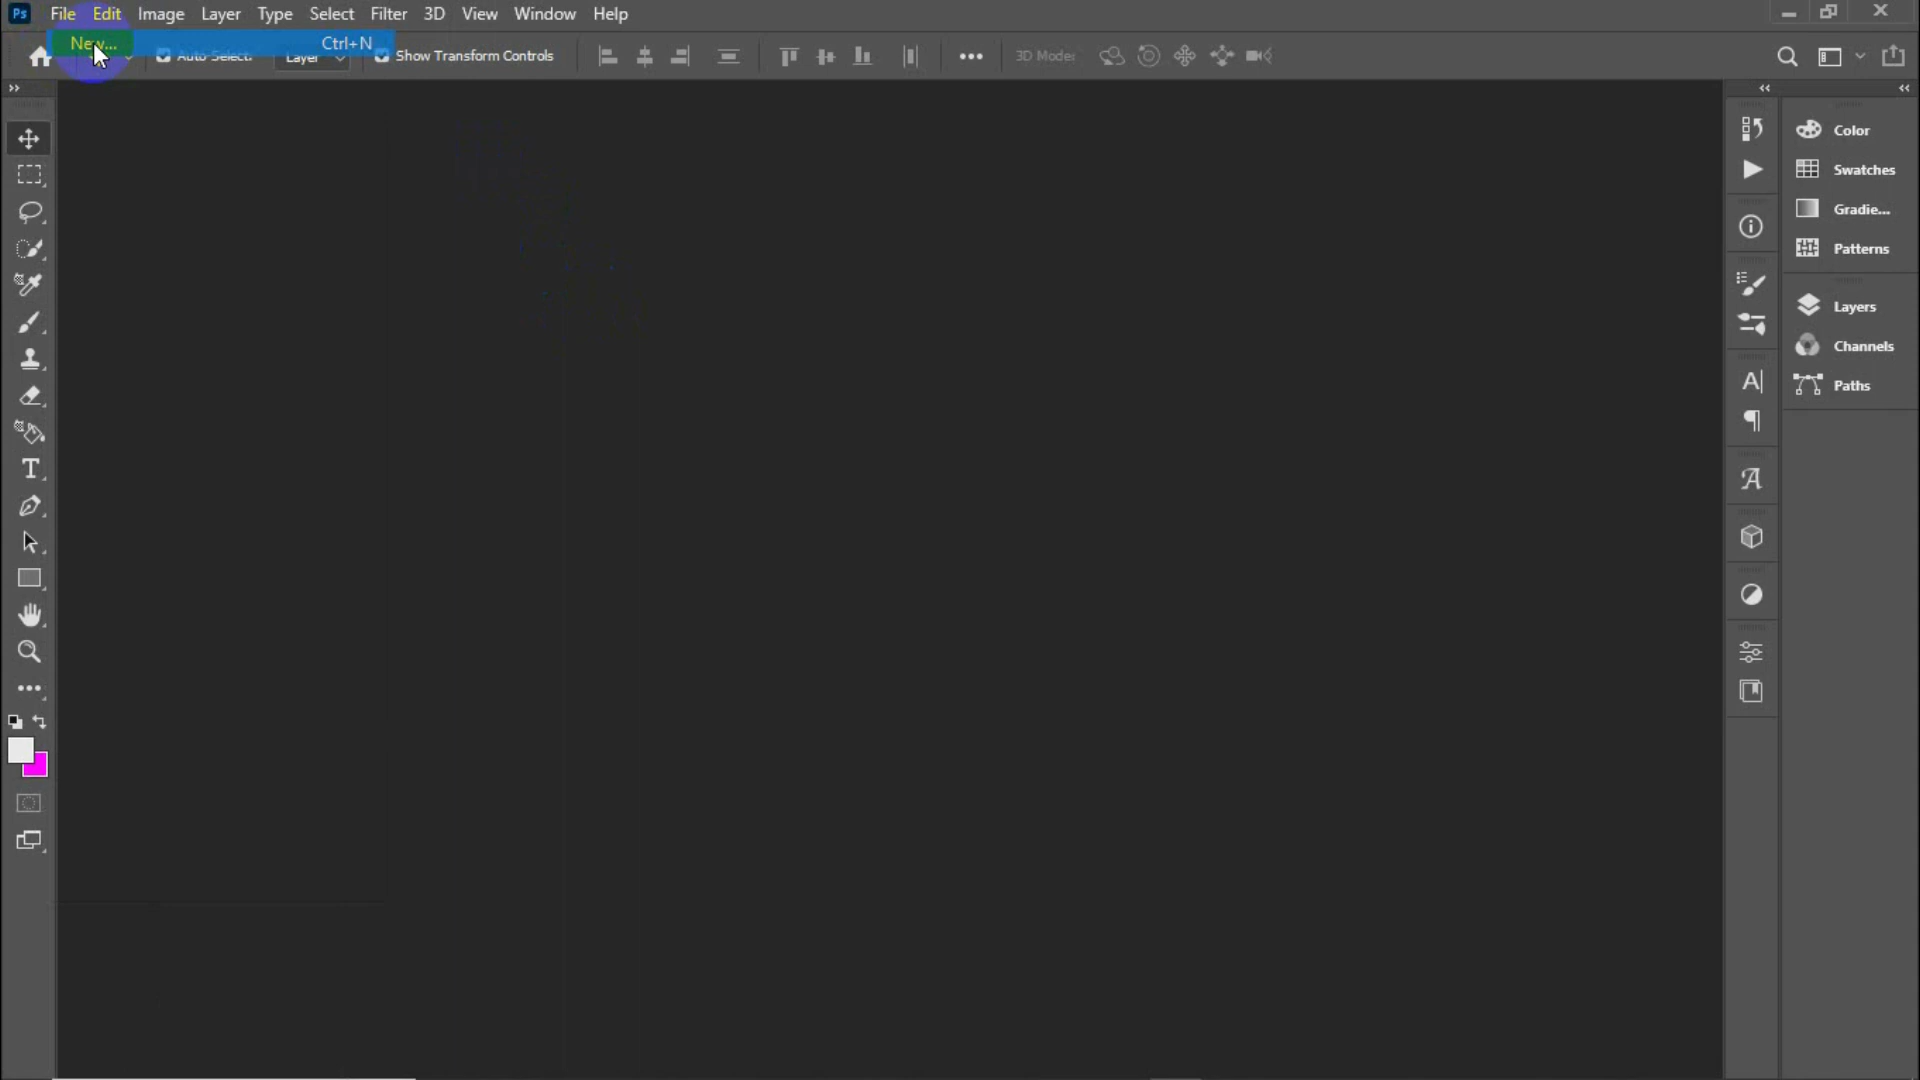 Ps File Edit Image Layer Type Select Filter 3D View Window Help
New... Ctrl+N
Auto-Select: Layer Show Transform Controls 3D Mode:
Color
Swatches
Gradie...
Patterns
Layers
Channels
Paths